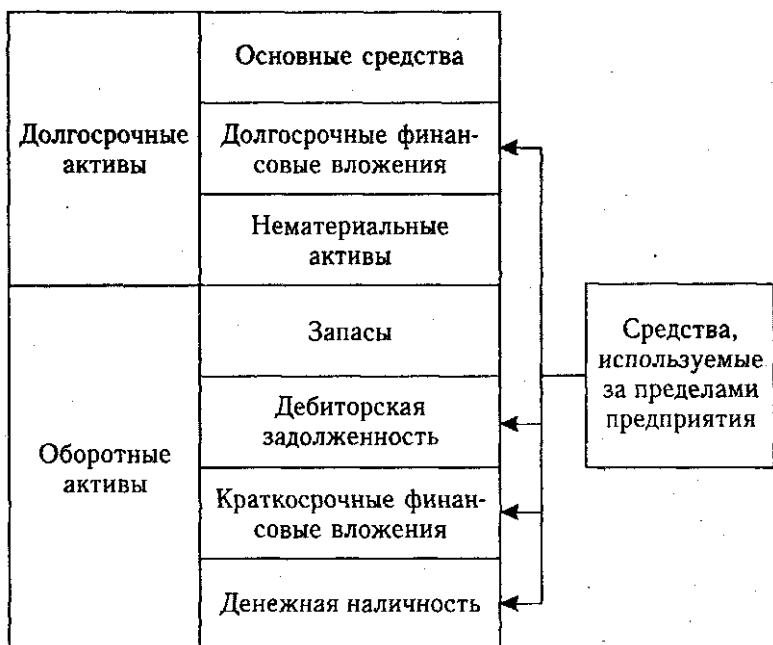 Основные средства
Долгосрочные
активы
Долгосрочные финан-
совые вложения
Нематериальные
активы
Оборотные
активы
Запасы
Дебиторская
задолженность
Краткосрочные финан-
совые вложения
Денежная наличность
Средства,
используемые
за пределами
предприятия